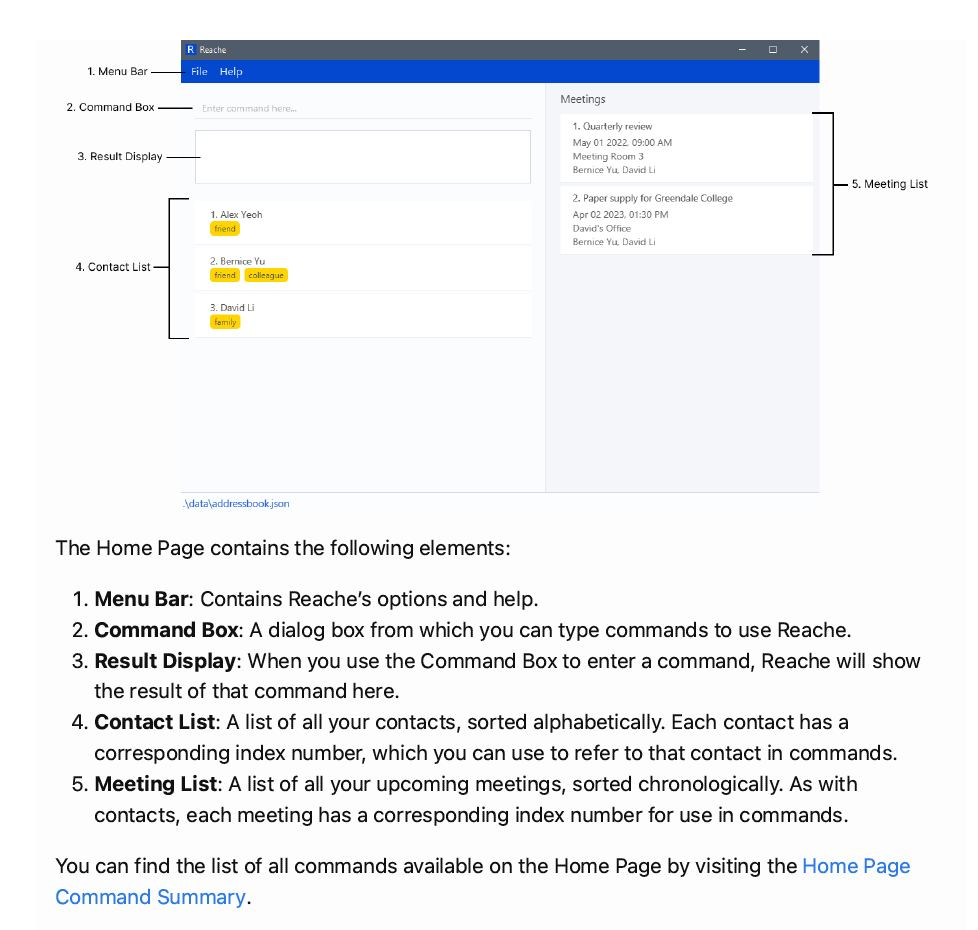 R Reache
1. Menu Bar
File Help
2. Command Box
Enter command here...
3. Result Display
4. Contact List
1. Alex Yeoh
friend
2. Bernice Yu
friend colleague
3. David Li
family
Meetings
1. Quarterly review
May 01 2022, 09:00 AM
Meeting Room 3
Bernice Yu, David Li
2. Paper supply for Greendale College
Apr 02 2023, 01:30 PM
David's Office
Bernice Yu, David Li
5. Meeting List
.\data\addressbook.json
The Home Page contains the following elements:
1. Menu Bar: Contains Reache’s options and help.
2. Command Box: A dialog box from which you can type commands to use Reache.
3. Result Display: When you use the Command Box to enter a command, Reache will show
the result of that command here.
4. Contact List: A list of all your contacts, sorted alphabetically. Each contact has a
corresponding index number, which you can use to refer to that contact in commands.
5. Meeting List: A list of all your upcoming meetings, sorted chronologically. As with
contacts, each meeting has a corresponding index number for use in commands.
You can find the list of all commands available on the Home Page by visiting the Home Page
Command Summary.